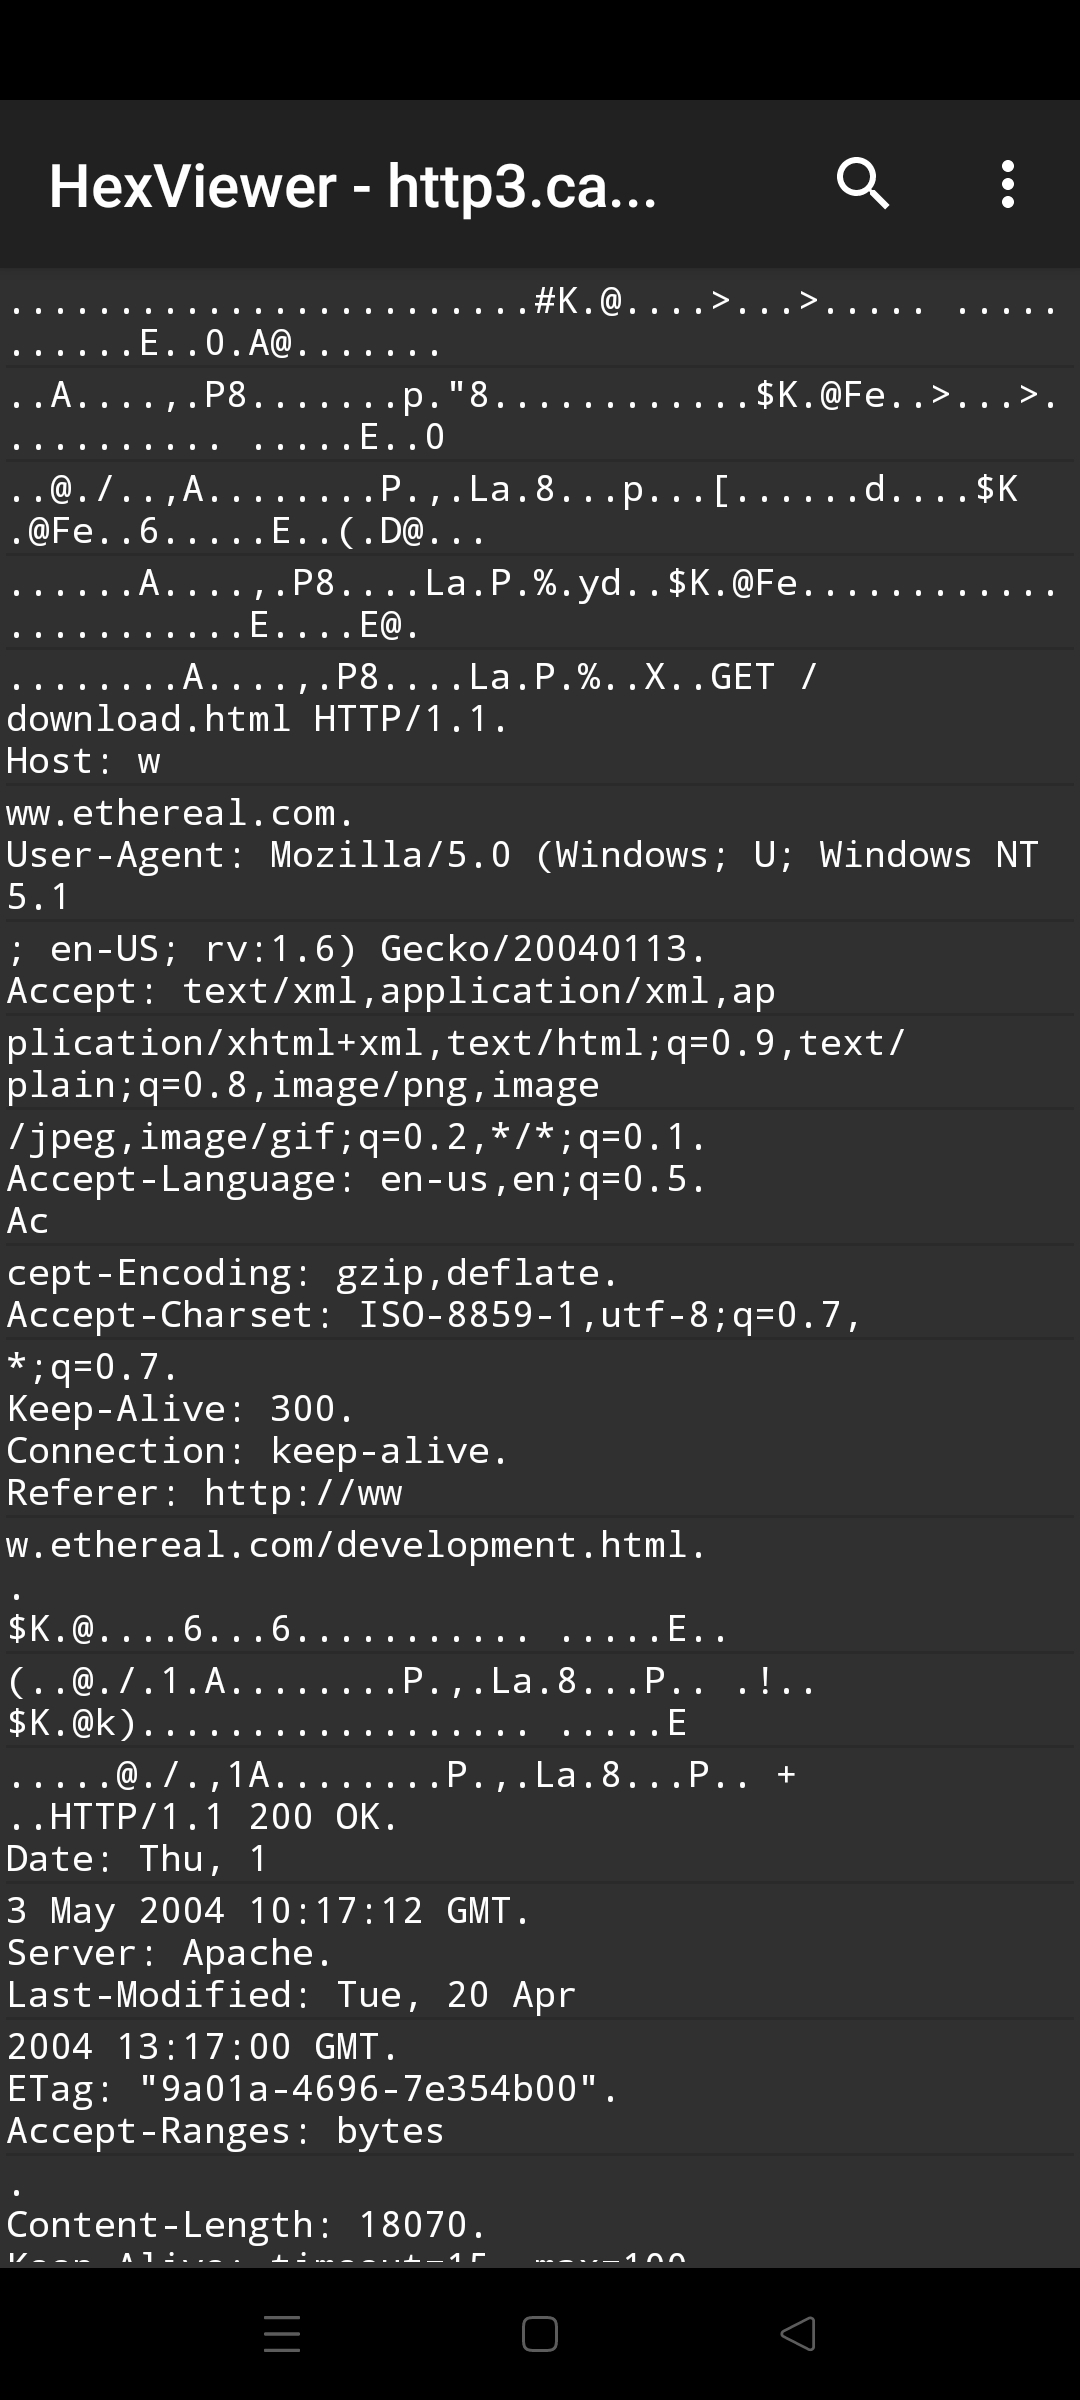 HexViewer - http3.ca...
........................#K.@....>...>..... .....
......E..0.A@.......
..A....,.P8.......p."8............$K.@Fe..>...>.
.......... .....E..0
..@./..,A........P.,.La.8...p...[......d....$K
.@Fe..6.....E..(.D@...
......A....,.P8....La.P.%.yd..$K.@Fe............
...........E....E@.
........A....,.P8....La.P.%..X..GET /
download.html HTTP/1.1.
Host: w
ww.ethereal.com.
User-Agent: Mozilla/5.0 (Windows; U; Windows NT
5.1
; en-US; rv:1.6) Gecko/20040113.
Accept: text/xml,application/xml,ap
plication/xhtml+xml,text/html;q=0.9,text/
plain;q=0.8,image/png,image
/jpeg,image/gif;q=0.2,*/*;q=0.1.
Accept-Language: en-us,en;q=0.5.
Ac
cept-Encoding: gzip,deflate.
Accept-Charset: ISO-8859-1,utf-8;q=0.7,
*;q=0.7.
Keep-Alive: 300.
Connection: keep-alive.
Referer: http://ww
w.ethereal.com/development.html.
.
$K.@....6...6........... .....E..
(..@./.1.A........P.,.La.8...P.. .!..
$K.@k).................. .....E
.....@./.,1A........P.,.La.8...P.. +
..HTTP/1.1 200 OK.
Date: Thu, 1
3 May 2004 10:17:12 GMT.
Server: Apache.
Last-Modified: Tue, 20 Apr
2004 13:17:00 GMT.
ETag: "9a01a-4696-7e354b00".
Accept-Ranges: bytes
.
Content-Length: 18070.
Keep-Alive: timeout=15, max=100